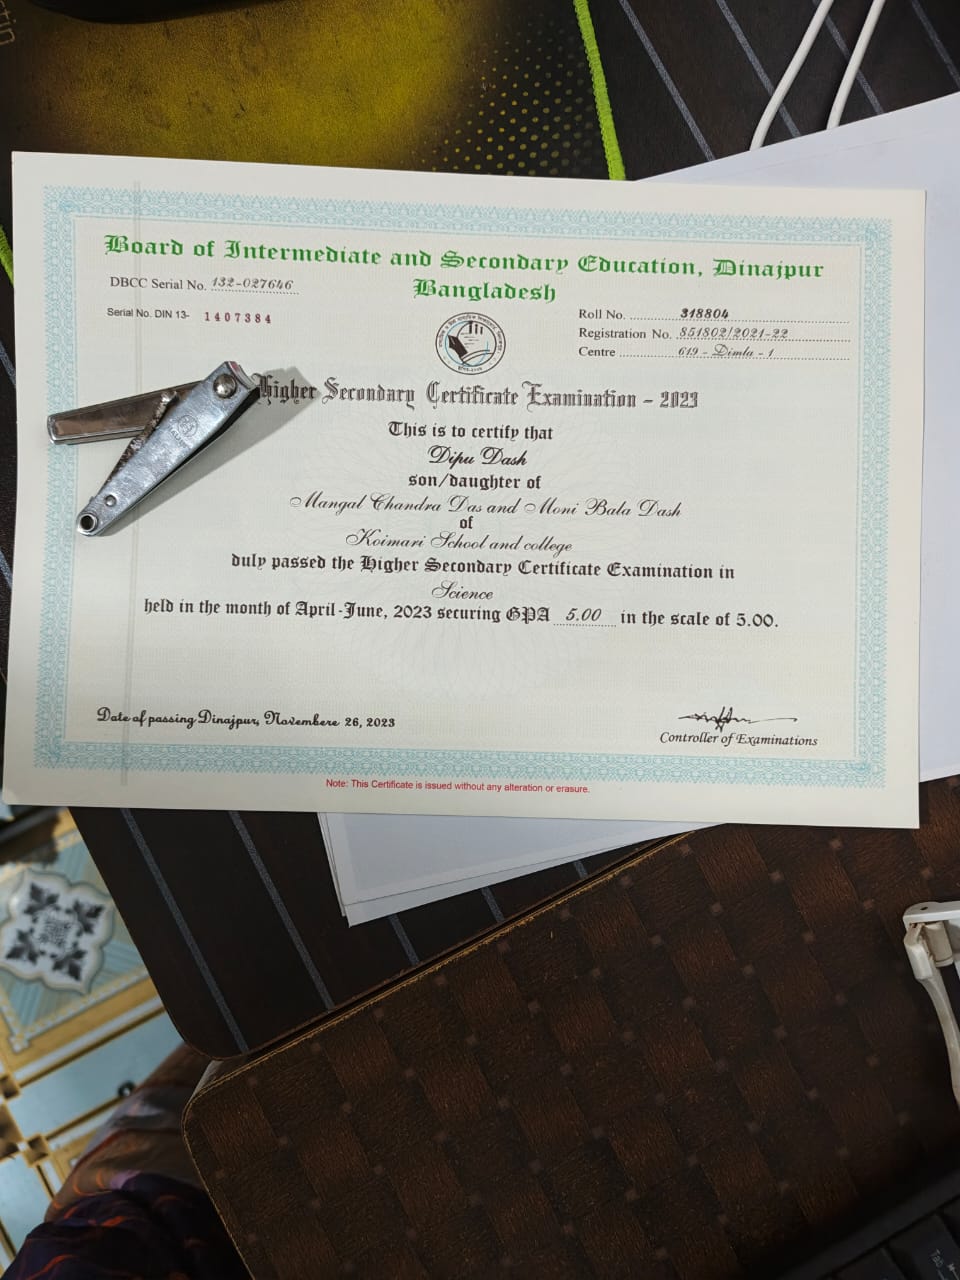 Board of Intermediate and Secondary Education, Dinajpur
Bangladesh
DBCC Serial No. 132-027646
Serial No. DIN 13- 1407384
Roll No. 318804
Registration No. 851802/2021-22
Centre 619 - Dimla - 1
Higher Secondary Certificate Examination - 2023
This is to certify that
Dipu Dash
son/daughter of
Mangal Chandra Das and Moni Bala Dash
of
Koimari School and college
duly passed the Higher Secondary Certificate Examination in
Science
held in the month of April-June, 2023 securing GPA 5.00 in the scale of 5.00.
Date of passing Dinajpur, Novembere 26, 2023
Controller of Examinations
Note: This Certificate is issued without any alteration or erasure.
Tab